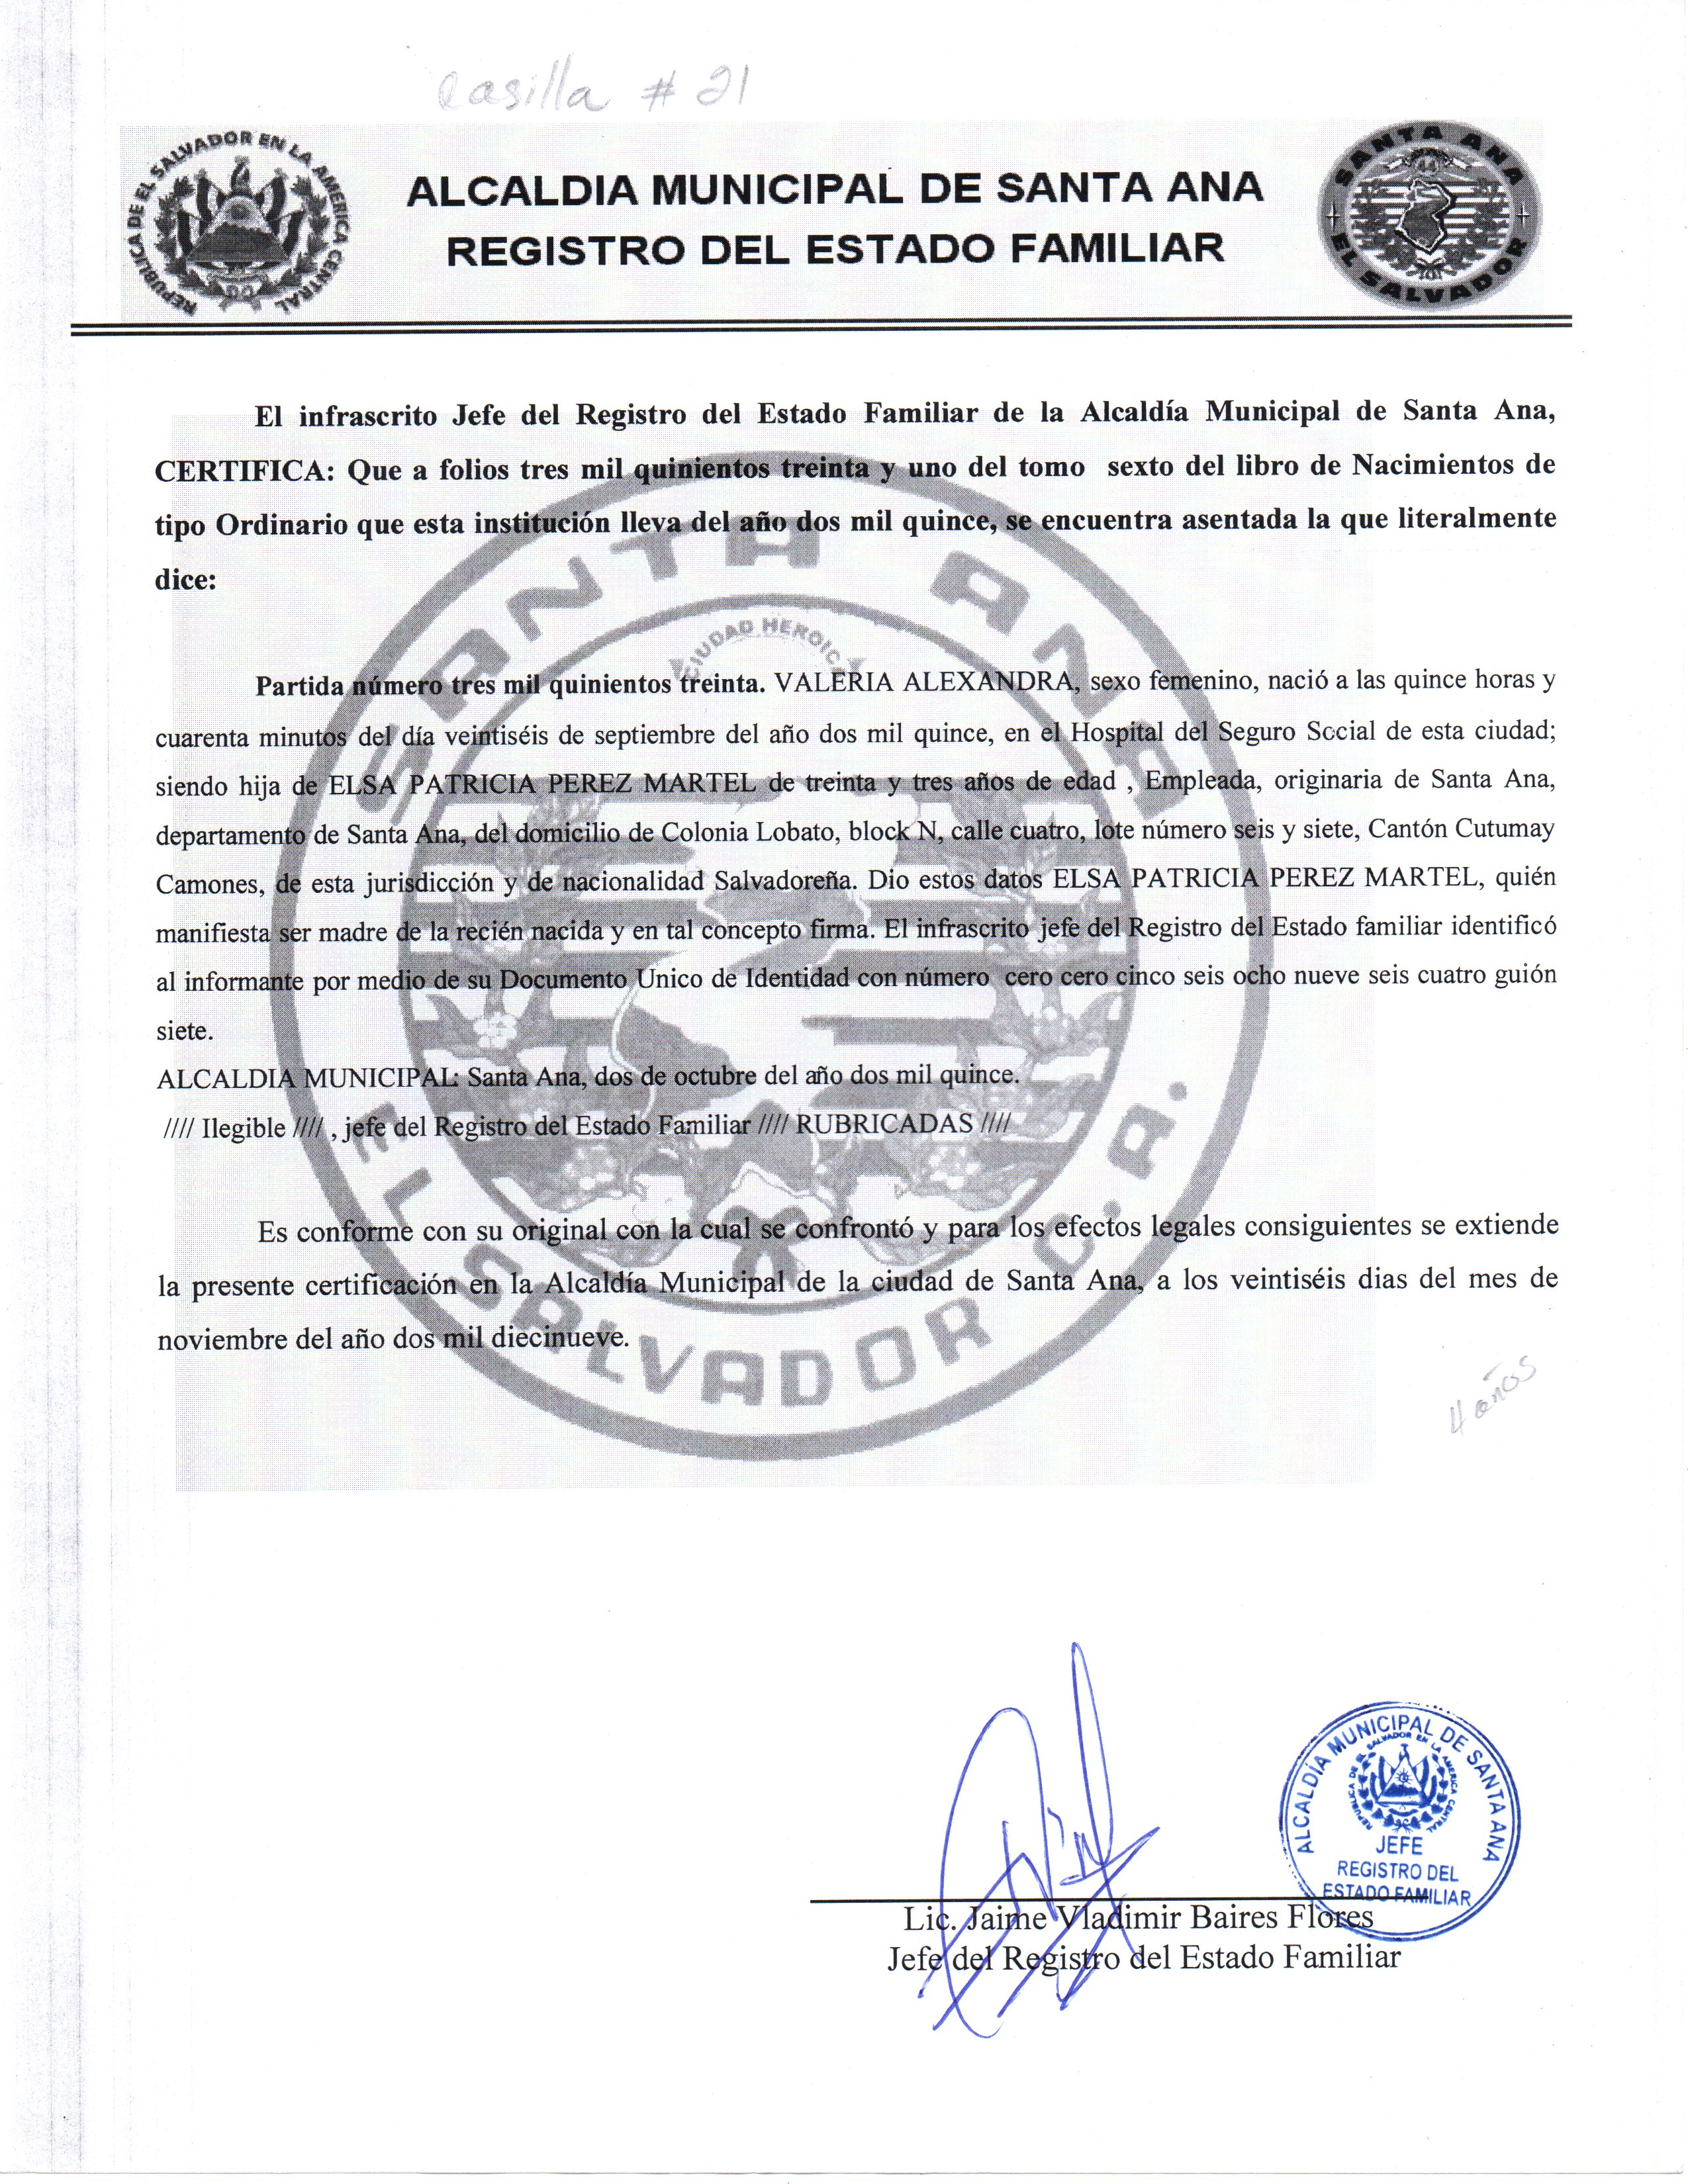 Casilla # 21
REPUBLICA DE EL SALVADOR EN LA AMERICA CENTRAL
ALCALDIA MUNICIPAL DE SANTA ANA
REGISTRO DEL ESTADO FAMILIAR
SANTA ANA
EL SALVADOR
El infrascrito Jefe del Registro del Estado Familiar de la Alcaldía Municipal de Santa Ana,
CERTIFICA: Que a folios tres mil quinientos treinta y uno del tomo sexto del libro de Nacimientos de
tipo Ordinario que esta institución lleva del año dos mil quince, se encuentra asentada la que literalmente
dice:
SANTA ANA
CIUDAD HEROICA
EL SALVADOR C.A.
Partida número tres mil quinientos treinta. VALERIA ALEXANDRA, sexo femenino, nació a las quince horas y
cuarenta minutos del día veintiséis de septiembre del año dos mil quince, en el Hospital del Seguro Social de esta ciudad;
siendo hija de ELSA PATRICIA PEREZ MARTEL de treinta y tres años de edad , Empleada, originaria de Santa Ana,
departamento de Santa Ana, del domicilio de Colonia Lobato, block N, calle cuatro, lote número seis y siete, Cantón Cutumay
Camones, de esta jurisdicción y de nacionalidad Salvadoreña. Dio estos datos ELSA PATRICIA PEREZ MARTEL, quién
manifiesta ser madre de la recién nacida y en tal concepto firma. El infrascrito jefe del Registro del Estado familiar identificó
al informante por medio de su Documento Unico de Identidad con número cero cero cinco seis ocho nueve seis cuatro guión
siete.
ALCALDIA MUNICIPAL: Santa Ana, dos de octubre del año dos mil quince.
//// Ilegible //// , jefe del Registro del Estado Familiar //// RUBRICADAS ////
Es conforme con su original con la cual se confrontó y para los efectos legales consiguientes se extiende
la presente certificación en la Alcaldía Municipal de la ciudad de Santa Ana, a los veintiséis dias del mes de
noviembre del año dos mil diecinueve.
4 años
ALCALDÍA MUNICIPAL DE SANTA ANA
REPUBLICA DE EL SALVADOR EN LA AMERICA CENTRAL
JEFE
REGISTRO DEL
ESTADO FAMILIAR
Lic. Jaime Vladimir Baires Flores
Jefe del Registro del Estado Familiar